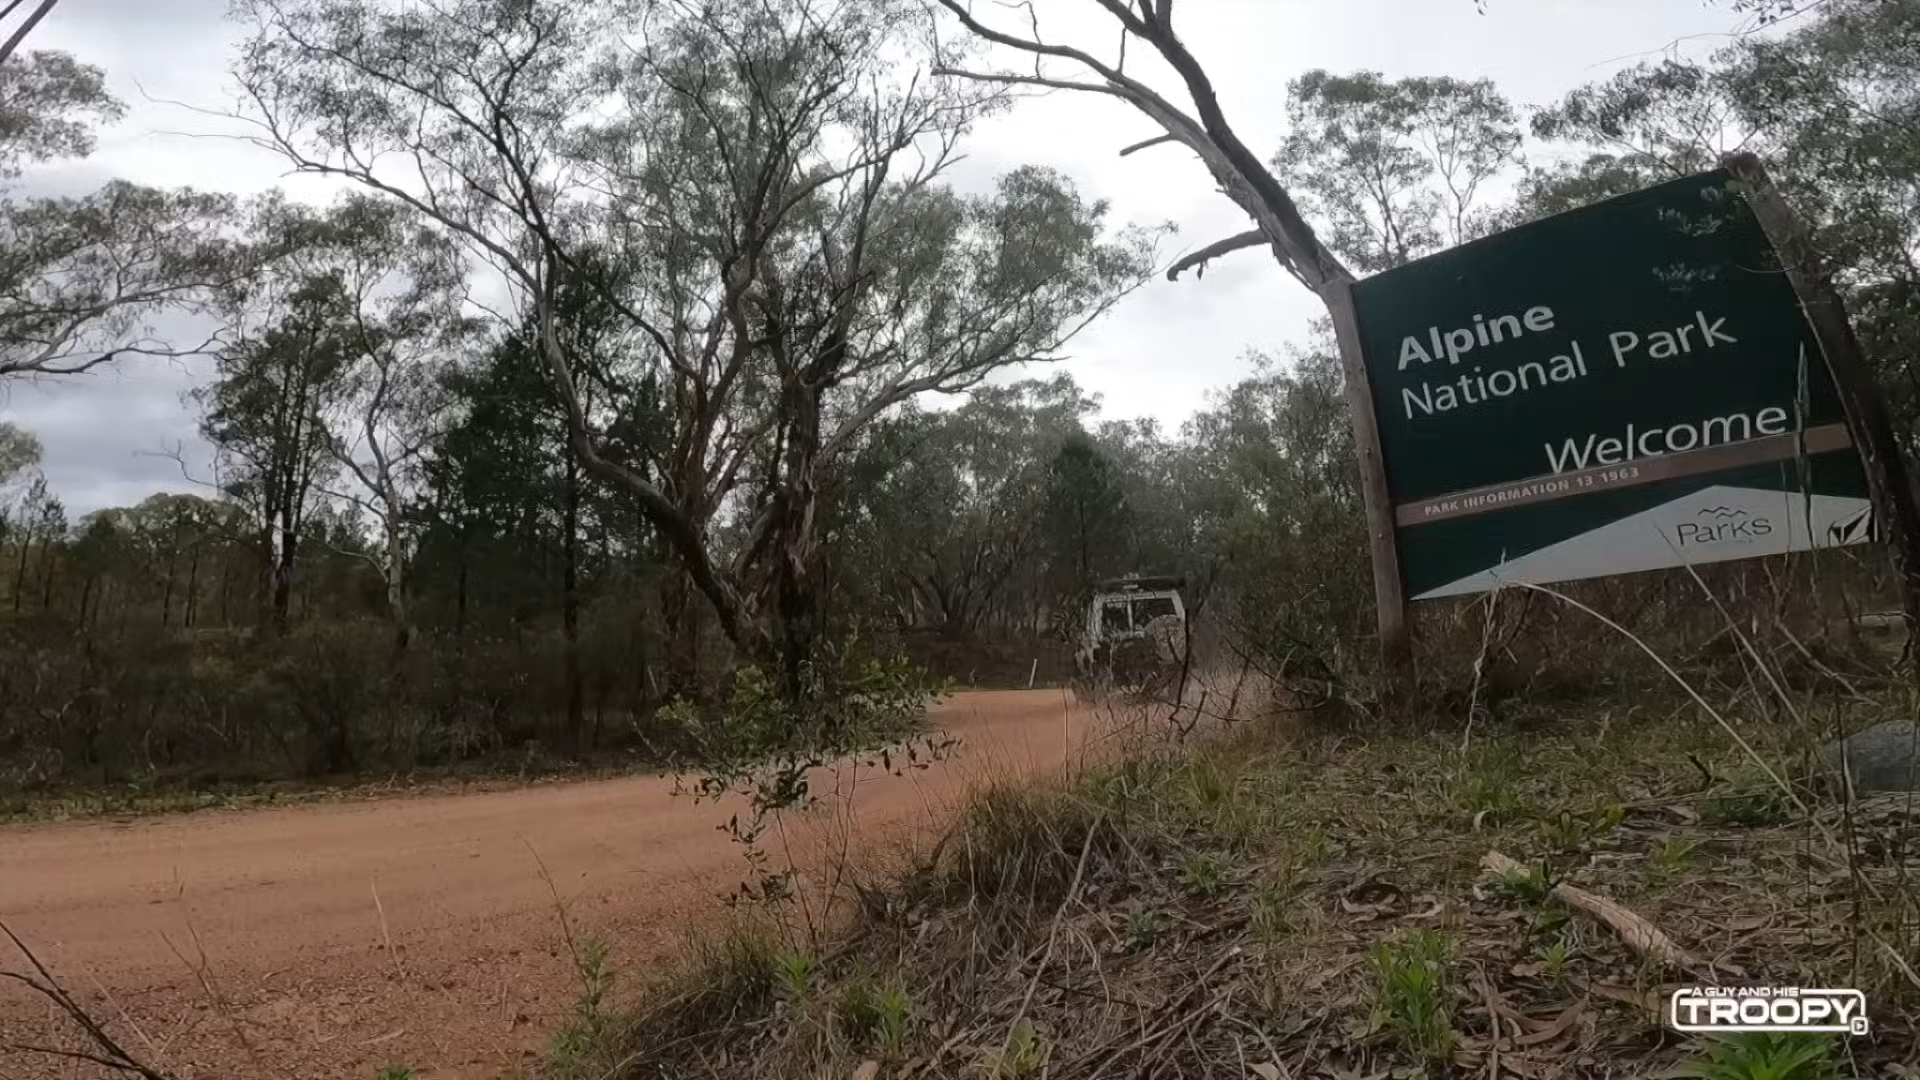 Alpine
National Park
Welcome
PARK INFORMATION 13 1963
Parks
A GUY AND HIS
TROOPY